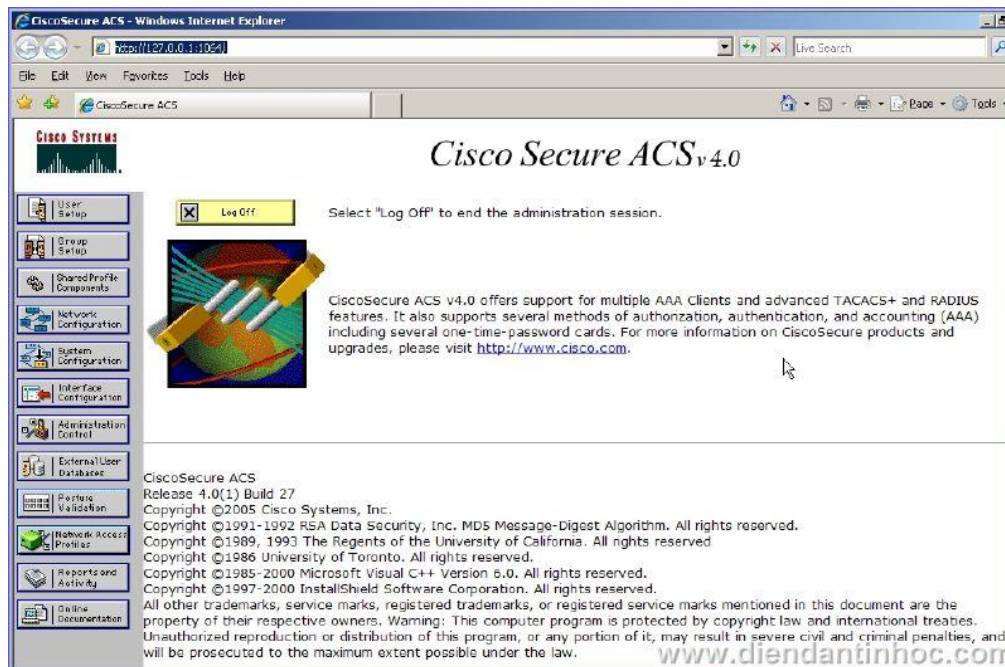 CiscoSecure ACS - Windows Internet Explorer
http://127.0.0.1:1064/
Live Search
File Edit View Favorites Tools Help
CiscoSecure ACS
Page Tools
CISCO SYSTEMS
Cisco Secure ACS v4.0
User Setup
Group Setup
Shared Profile Components
Network Configuration
System Configuration
Interface Configuration
Administration Control
External User Databases
Posture Validation
Network Access Profiles
Reports and Activity
Online Documentation
Log Off
Select "Log Off" to end the administration session.
CiscoSecure ACS v4.0 offers support for multiple AAA Clients and advanced TACACS+ and RADIUS
features. It also supports several methods of authorization, authentication, and accounting (AAA)
including several one-time-password cards. For more information on CiscoSecure products and
upgrades, please visit http://www.cisco.com.
CiscoSecure ACS
Release 4.0(1) Build 27
Copyright ©2005 Cisco Systems, Inc.
Copyright ©1991-1992 RSA Data Security, Inc. MD5 Message-Digest Algorithm. All rights reserved.
Copyright ©1989, 1993 The Regents of the University of California. All rights reserved
Copyright ©1986 University of Toronto. All rights reserved.
Copyright ©1985-2000 Microsoft Visual C++ Version 6.0. All rights reserved.
Copyright ©1997-2000 InstallShield Software Corporation. All rights reserved.
All other trademarks, service marks, registered trademarks, or registered service marks mentioned in this document are the
property of their respective owners. Warning: This computer program is protected by copyright law and international treaties.
Unauthorized reproduction or distribution of this program, or any portion of it, may result in severe civil and criminal penalties, and
will be prosecuted to the maximum extent possible under the law.
www.diendantinhoc.com